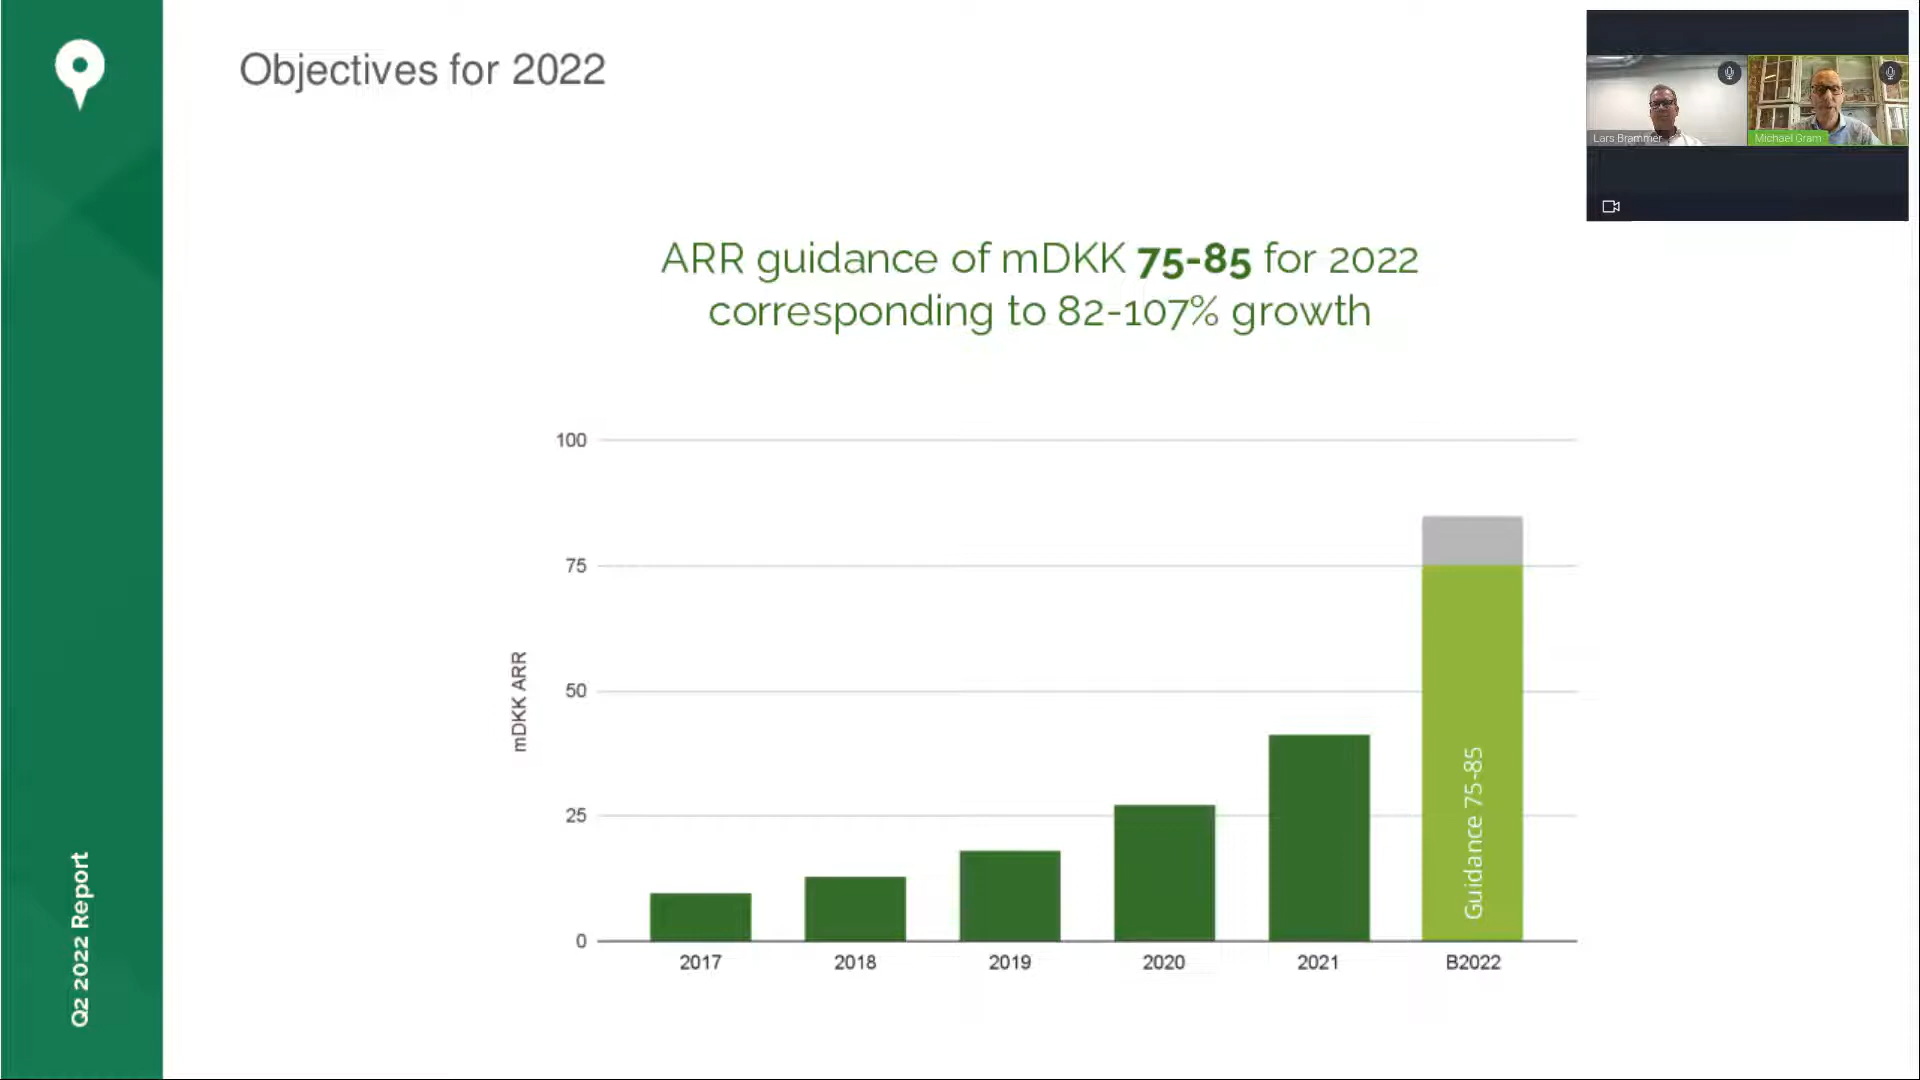 Objectives for 2022
Lars Brammer
Michael Gram
ARR guidance of mDKK 75-85 for 2022
corresponding to 82-107% growth
100
75
50
25
0
mDKK ARR
Guidance 75-85
2017
2018
2019
2020
2021
B2022
Q2 2022 Report